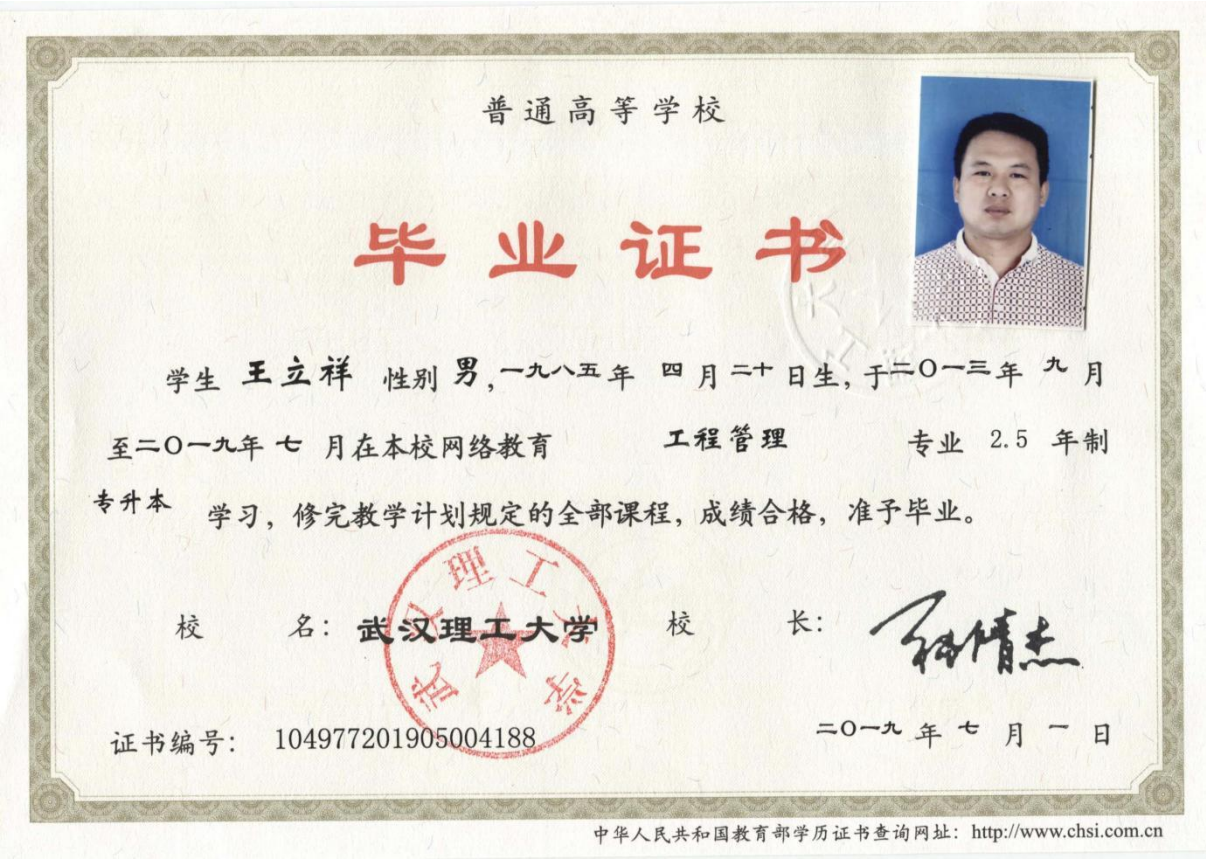 普通高等学校
毕业证书
学生 王立祥 性别 男,一九八五年 四 月 二十 日生,于二〇一三年 九 月
至二〇一九年 七 月在本校网络教育 工程管理 专业 2.5 年制
专升本 学习,修完教学计划规定的全部课程,成绩合格,准予毕业。
校 名:武汉理工大学 校 长:
武汉理工大学
证书编号: 104977201905004188 二〇一九 年 七 月 一 日
中华人民共和国教育部学历证书查询网址:http://www.chsi.com.cn